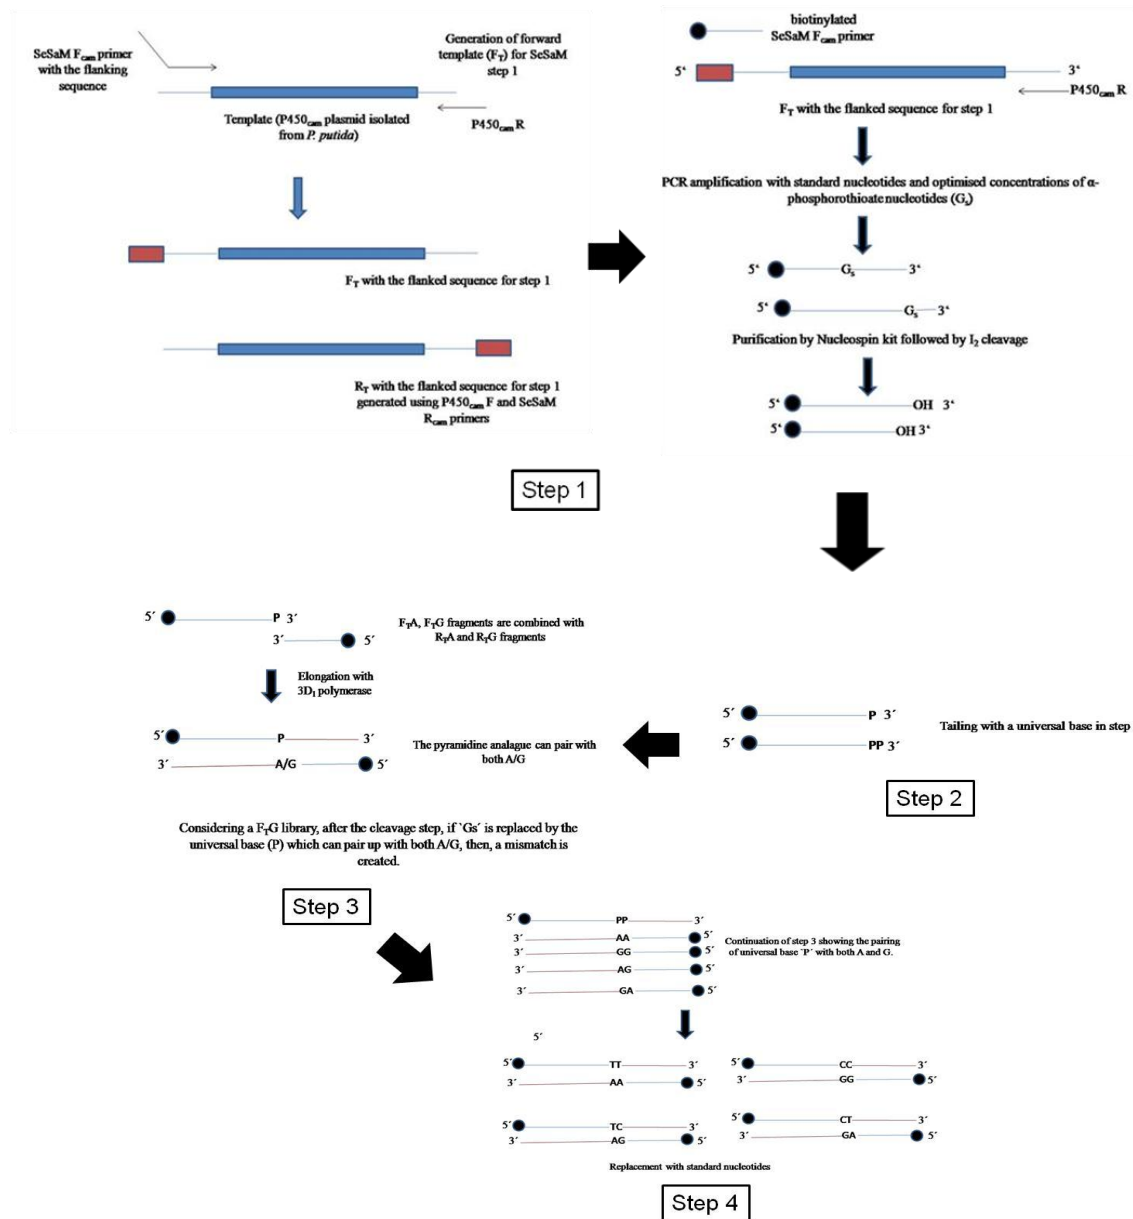 SeSaM Fcam primer
with the flanking
sequence
Generation of forward
template (FT) for SeSaM
step 1
Template (P450cam plasmid isolated
from P. putida)
P450cam R
FT with the flanked sequence for step 1
RT with the flanked sequence for step 1
generated using P450cam F and SeSaM
Rcam primers
biotinylated
SeSaM Fcam primer
5‘
3‘
P450cam R
FT with the flanked sequence for step 1
PCR amplification with standard nucleotides and optimised concentrations of α-
phosphorothioate nucleotides (Gs)
5‘ Gs 3‘
5‘ Gs 3‘
Purification by Nucleospin kit followed by I2 cleavage
5‘ OH 3‘
5‘ OH 3‘
Step 1
5´ P 3´
3´ 5´
FTA, FTG fragments are combined with
RTA and RTG fragments
Elongation with
3D1 polymerase
5´ P 3´
3´ A/G 5´
The pyramidine analogue can pair with
both A/G
5´ P 3´
5´ PP 3´
Tailing with a universal base in step
Step 2
Considering a FTG library, after the cleavage step, if `Gs´ is replaced by the
universal base (P) which can pair up with both A/G, then, a mismatch is
created.
Step 3
5´ PP 3´
3´ AA 5´
3´ GG 5´
3´ AG 5´
3´ GA 5´
Continuation of step 3 showing the pairing
of universal base `P´ with both A and G.
5´
5´ TT 3´
3´ AA 5´
5´ CC 3´
3´ GG 5´
5´ TC 3´
3´ AG 5´
5´ CT 3´
3´ GA 5´
Replacement with standard nucleotides
Step 4